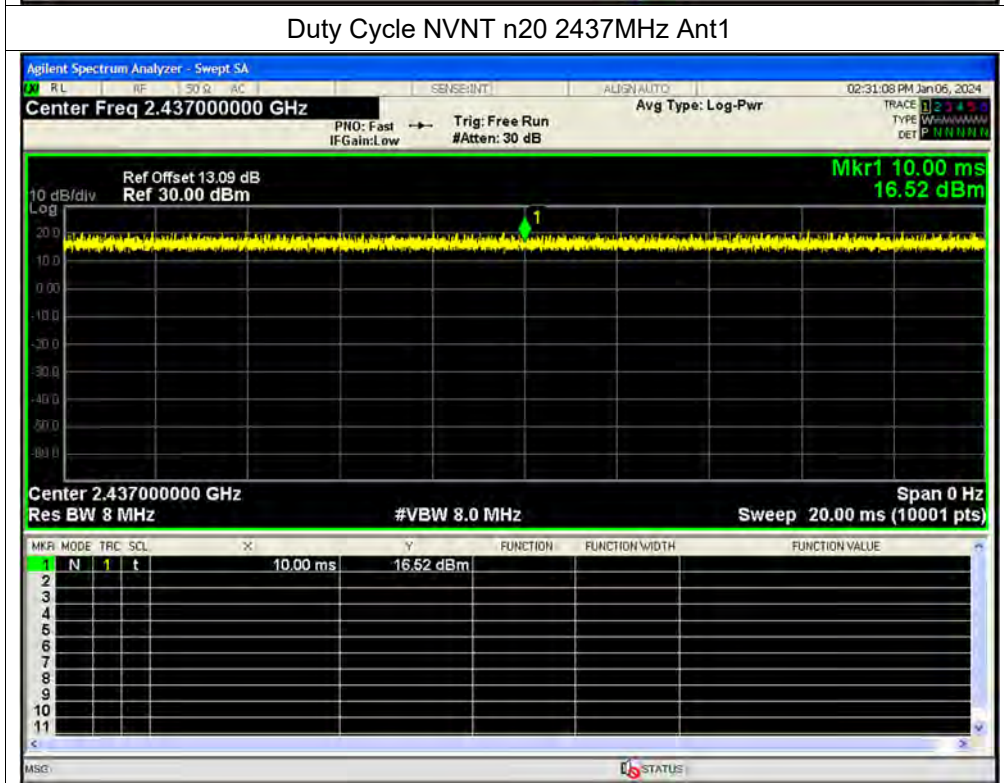 Duty Cycle NVNT n20 2437MHz Ant1
Agilent Spectrum Analyzer - Swept SA
RL RF 50 Ω AC SENSE:INT ALIGN AUTO 02:31:08 PM Jan 06, 2024
Center Freq 2.437000000 GHz
PNO: Fast
IFGain:Low
Trig: Free Run
#Atten: 30 dB
Avg Type: Log-Pwr
TRACE 1 2 3 4 5 6
TYPE
DET P N N N N N
Mkr1 10.00 ms
16.52 dBm
Ref Offset 13.09 dB
10 dB/div Ref 30.00 dBm
Log
1
20.0
10.0
0.00
-10.0
-20.0
-30.0
-40.0
-50.0
-60.0
Center 2.437000000 GHz Span 0 Hz
Res BW 8 MHz #VBW 8.0 MHz Sweep 20.00 ms (10001 pts)
MKR MODE TRC SCL X Y FUNCTION FUNCTION WIDTH FUNCTION VALUE
1 N 1 t 10.00 ms 16.52 dBm
2
3
4
5
6
7
8
9
10
11
MSG STATUS